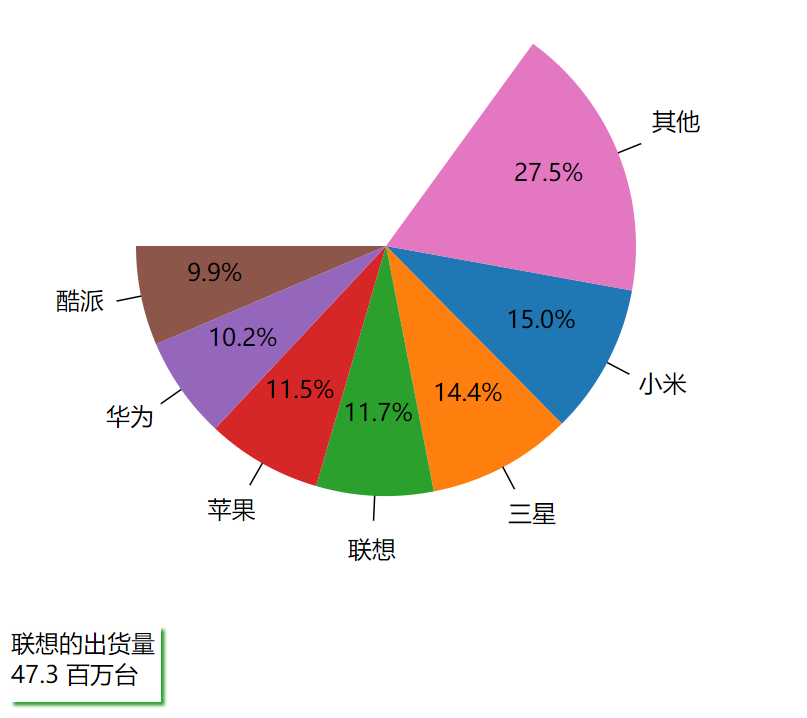 其他
27.5%
9.9%
酷派
15.0%
10.2%
小米
11.5%
14.4%
11.7%
华为
苹果
三星
联想
联想的出货量
47.3 百万台